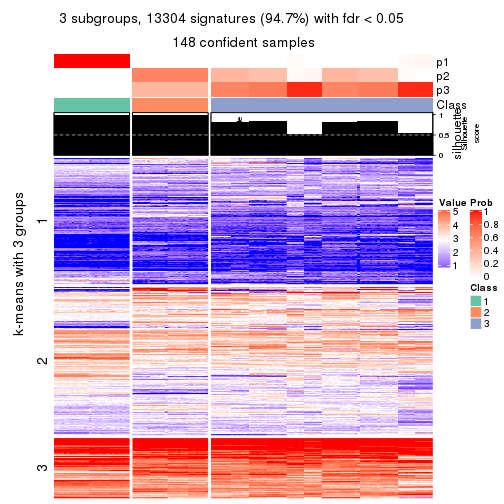 3 subgroups, 13304 signatures (94.7%) with fdr < 0.05
148 confident samples
p1
p2
p3
Class
1
0.5
0
silhouette
Silhouette
score
k-means with 3 groups
1
2
3
Value
5
4
3
2
1
Prob
1
0.8
0.6
0.4
0.2
0
Class
1
2
3